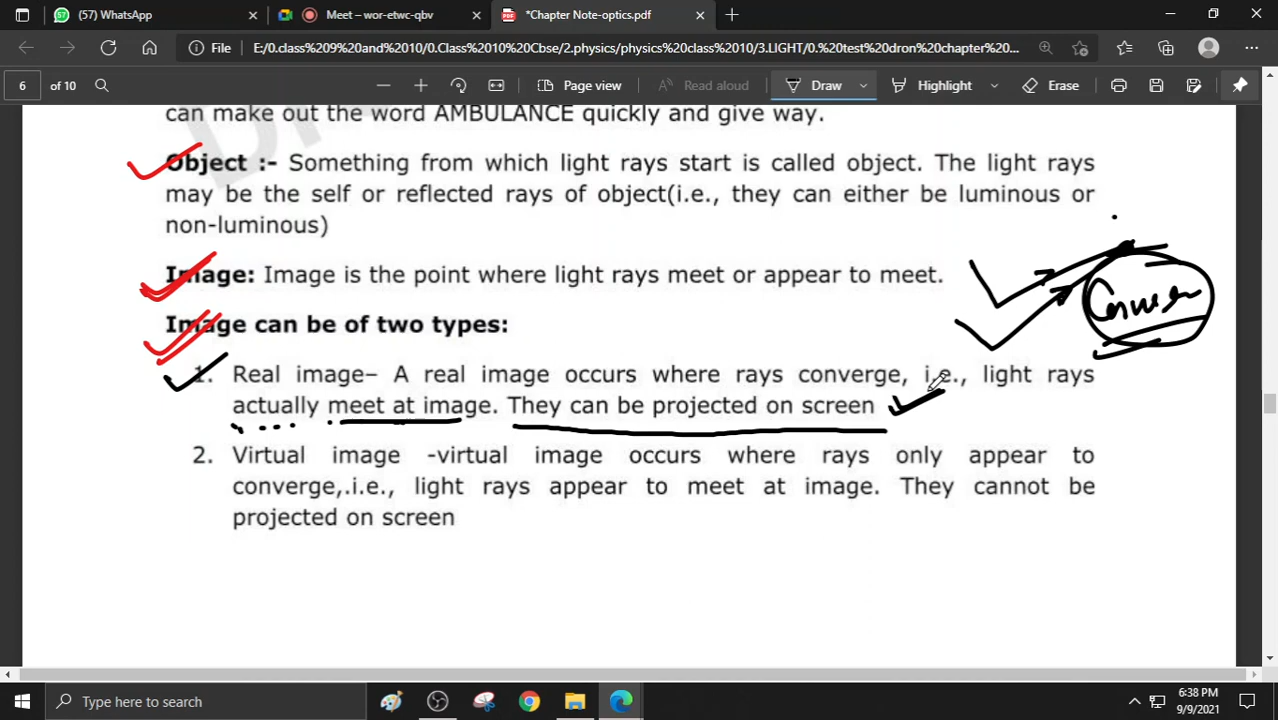 (57) WhatsApp
Meet – wor-etwc-qbv
*Chapter Note-optics.pdf
File
E:/0.class%209%20and%2010/0.Class%2010%20Cbse/2.physics/physics%20class%2010/3.LIGHT/0.%20test%20dron%20chapter%20...
6 of 10
Page view
Read aloud
Draw
Highlight
Erase
can make out the word AMBULANCE quickly and give way.
Object :- Something from which light rays start is called object. The light rays
may be the self or reflected rays of object(i.e., they can either be luminous or
non-luminous)
Image: Image is the point where light rays meet or appear to meet.
Image can be of two types:
1. Real image– A real image occurs where rays converge, i.e., light rays
actually meet at image. They can be projected on screen
2. Virtual image -virtual image occurs where rays only appear to
converge,.i.e., light rays appear to meet at image. They cannot be
projected on screen
Type here to search
6:38 PM
9/9/2021